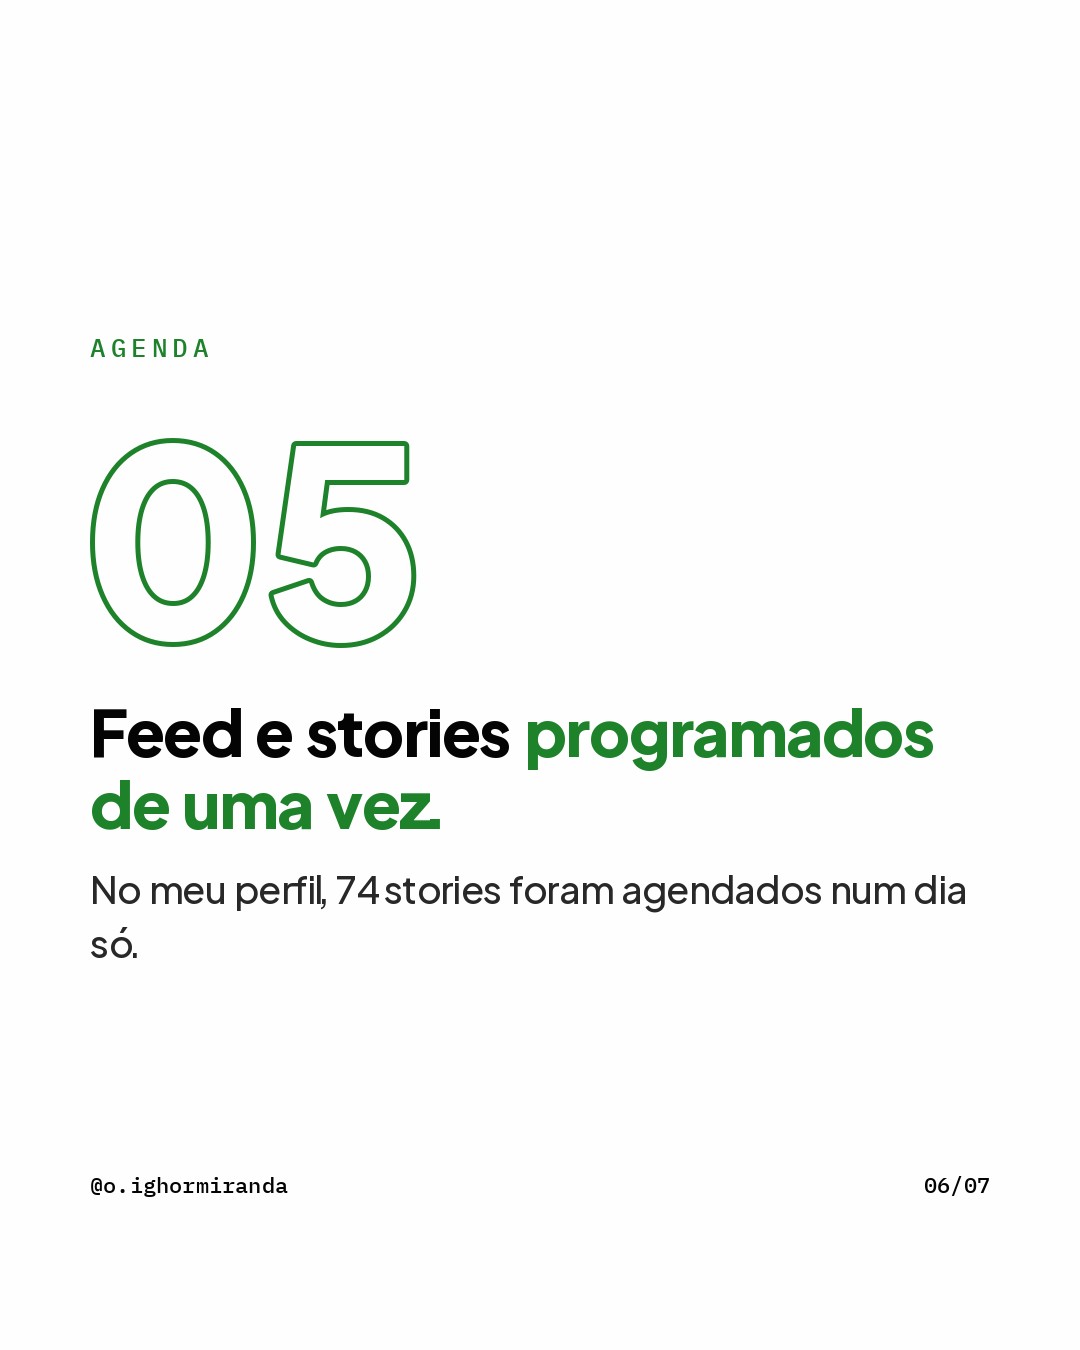 AGENDA
05
Feed e stories programados
de uma vez.
No meu perfil, 74 stories foram agendados num dia
só.
@o.ighormiranda
06/07